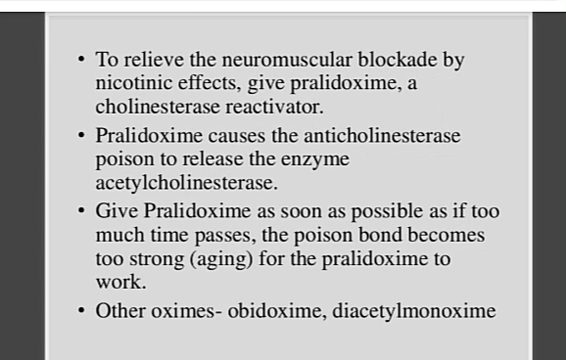 • To relieve the neuromuscular blockade by
nicotinic effects, give pralidoxime, a
cholinesterase reactivator.
• Pralidoxime causes the anticholinesterase
poison to release the enzyme
acetylcholinesterase.
• Give Pralidoxime as soon as possible as if too
much time passes, the poison bond becomes
too strong (aging) for the pralidoxime to
work.
• Other oximes- obidoxime, diacetylmonoxime